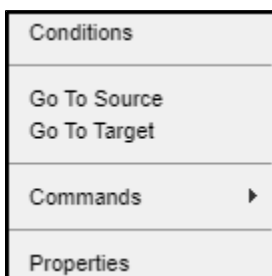 Conditions
Go To Source
Go To Target
Commands
Properties